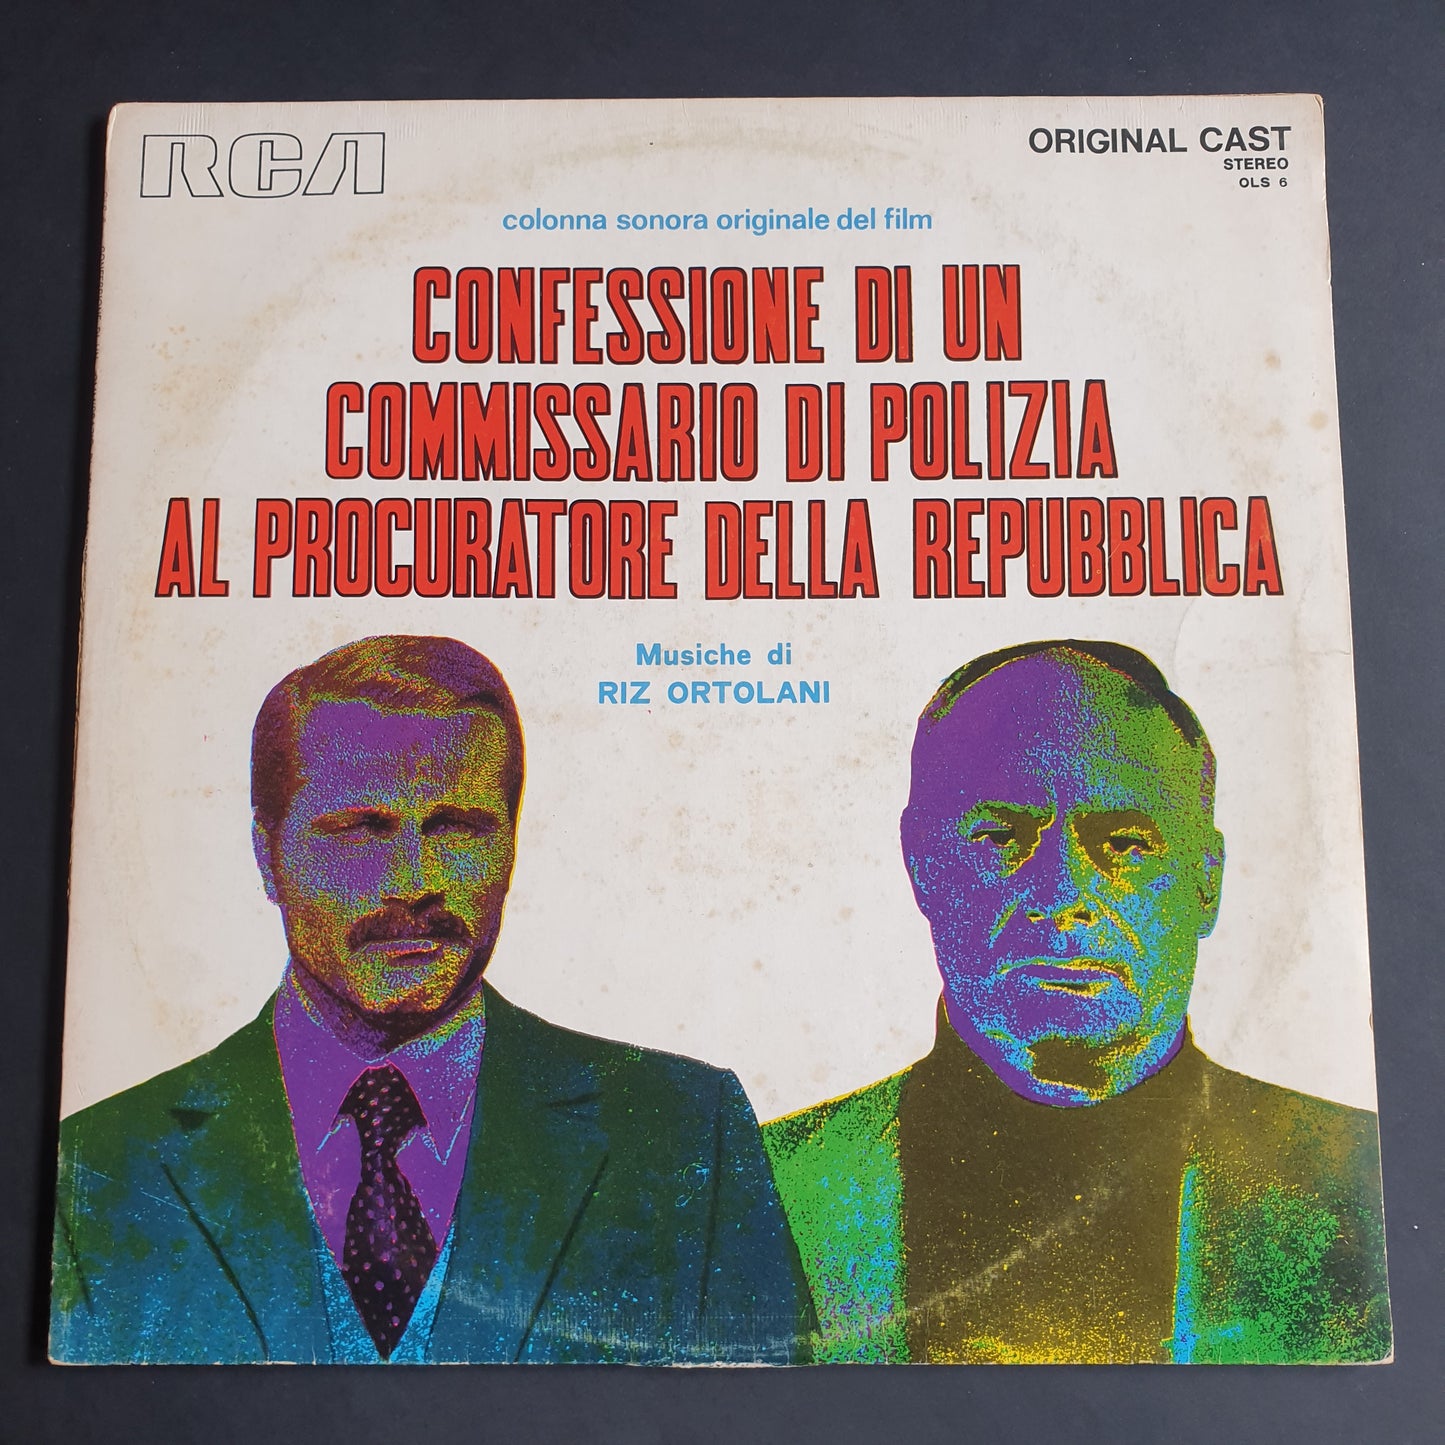 RCA
ORIGINAL CAST
STEREO
OLS 6
colonna sonora originale del film
CONFESSIONE DI UN
COMMISSARIO DI POLIZIA
AL PROCURATORE DELLA REPUBBLICA
Musiche di
RIZ ORTOLANI